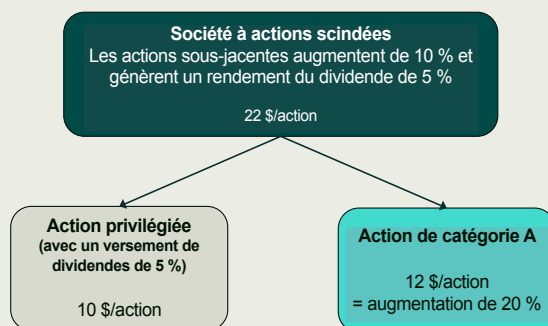 Société à actions scindées
Les actions sous-jacentes augmentent de 10 % et
génèrent un rendement du dividende de 5 %
22 $/action
Action privilégiée
(avec un versement de
dividendes de 5 %)
10 $/action
Action de catégorie A
12 $/action
= augmentation de 20 %